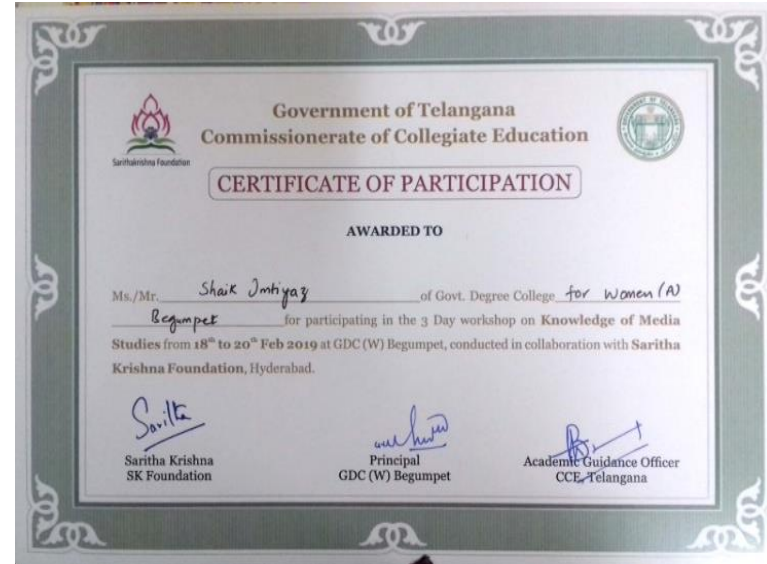 Government of Telangana
Commissionerate of Collegiate Education
Sarithakrishna Foundation
CERTIFICATE OF PARTICIPATION
AWARDED TO
Ms./Mr. Shaik Imtiyaz of Govt. Degree College for Women (A)
Begumpet for participating in the 3 Day workshop on Knowledge of Media
Studies from 18th to 20th Feb 2019 at GDC (W) Begumpet, conducted in collaboration with Saritha
Krishna Foundation, Hyderabad.
Saritha
Saritha Krishna
SK Foundation
Principal
GDC (W) Begumpet
Academic Guidance Officer
CCE, Telangana